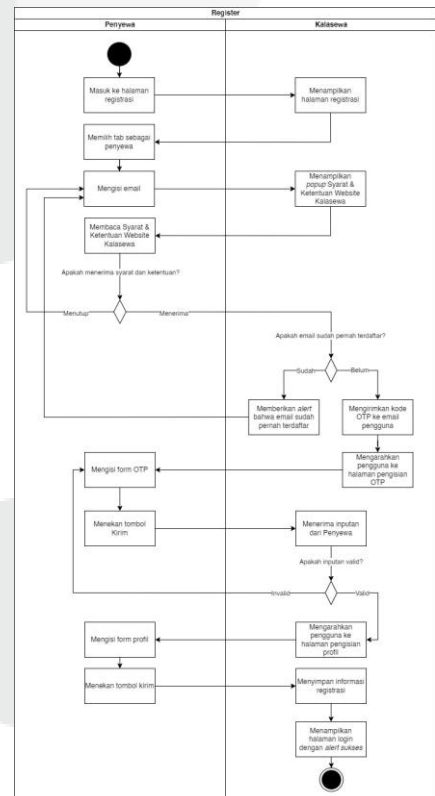 Register
Penyewa
Kalasewa
Masuk ke halaman
registrasi
Menampilkan
halaman registrasi
Memilih tab sebagai
penyewa
Mengisi email
Menampilkan
popup Syarat &
Ketentuan Website
Kalasewa
Membaca Syarat &
Ketentuan Website
Kalasewa
Apakah menerima syarat dan ketentuan?
Menutup
Menerima
Apakah email sudah pernah terdaftar?
Sudah
Belum
Memberikan alert
bahwa email sudah
pernah terdaftar
Mengirimkan kode
OTP ke email
pengguna
Mengisi form OTP
Mengarahkan
pengguna ke
halaman pengisian
OTP
Menekan tombol
Kirim
Menerima inputan
dari Penyewa
Apakah inputan valid?
Invalid
Valid
Mengisi form profil
Mengarahkan
pengguna ke
halaman pengisian
profil
Menekan tombol kirim
Menyimpan informasi
registrasi
Menampilkan
halaman login
dengan alert sukses